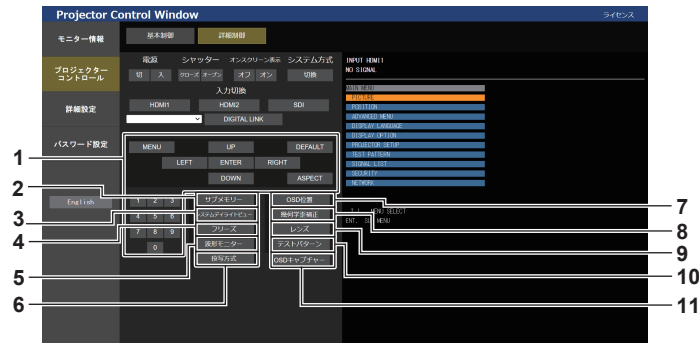 Projector Control Window
ライセンス
モニター情報
基本制御
詳細制御
プロジェクター
コントロール
電源
シャッター
オンスクリーン表示
システム方式
切
入
クローズ
オープン
オフ
オン
切換
入力切換
HDMI1
HDMI2
SDI
DIGITAL LINK
詳細設定
パスワード設定
English
MENU
UP
DEFAULT
LEFT
ENTER
RIGHT
DOWN
ASPECT
1 2 3
4 5 6
7 8 9
0
サブメモリー
システムデイライトビュー
フリーズ
波形モニター
投写方式
OSD位置
幾何学歪補正
レンズ
テストパターン
OSDキャプチャー
INPUT HDMI1
NO SIGNAL
MAIN MENU
PICTURE
POSITION
ADVANCED MENU
DISPLAY LANGUAGE
DISPLAY OPTION
PROJECTOR SETUP
TEST PATTERN
SIGNAL LIST
SECURITY
NETWORK
MENU SELECT
SUB MENU
1
2
3
4
5
6
7
8
9
10
11